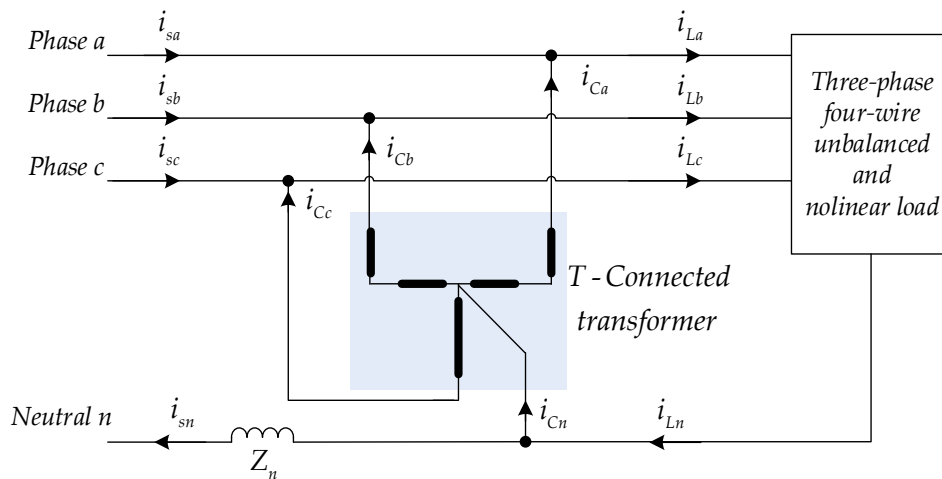 Phase a
i_sa
i_La
i_Ca
Phase b
i_sb
i_Lb
i_Cb
Phase c
i_sc
i_Lc
i_Cc
Three-phase
four-wire
unbalanced
and
nolinear load
T - Connected
transformer
Neutral n
i_sn
Z_n
i_Cn
i_Ln